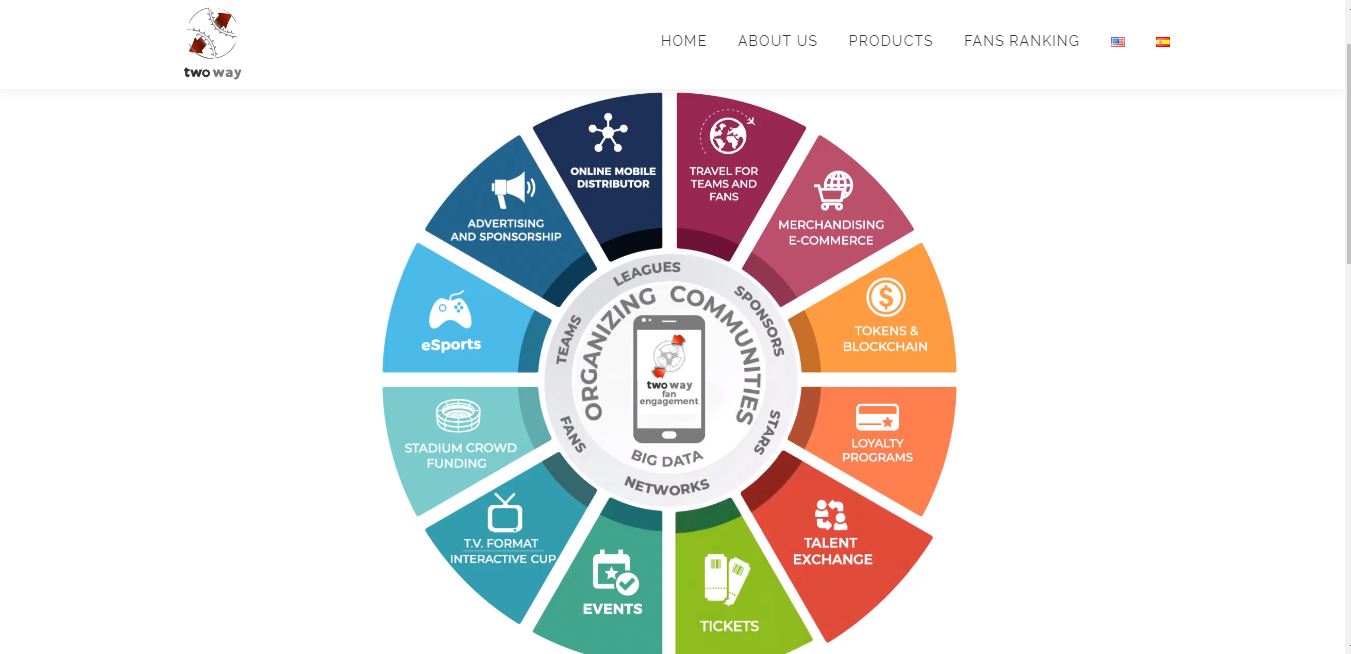 HOME ABOUT US PRODUCTS FANS RANKING
two way
ONLINE MOBILE
DISTRIBUTOR
TRAVEL FOR
TEAMS AND
FANS
MERCHANDISING
E-COMMERCE
TOKENS &
BLOCKCHAIN
LOYALTY
PROGRAMS
TALENT
EXCHANGE
TICKETS
EVENTS
T.V. FORMAT
INTERACTIVE CUP
STADIUM CROWD
FUNDING
eSports
ADVERTISING
AND SPONSORSHIP
LEAGUES
SPONSORS
STARS
NETWORKS
FANS
TEAMS
ORGANIZING COMMUNITIES
BIG DATA
two way
fan
engagement